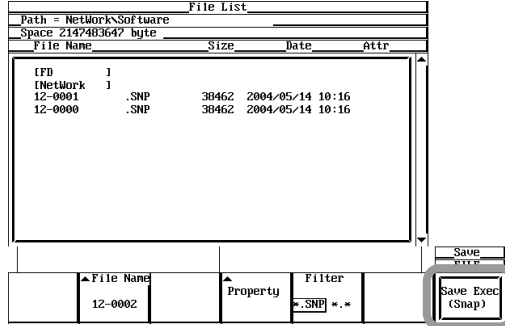 File List
Path = NetWork\Software
Space 2147483647 byte
File Name Size Date Attr
[FD ]
[NetWork ]
12-0001 .SNP 38462 2004/05/14 10:16
12-0000 .SNP 38462 2004/05/14 10:16
Save
File Name
12-0002
Property
Filter
*.SNP *.*
Save Exec
(Snap)